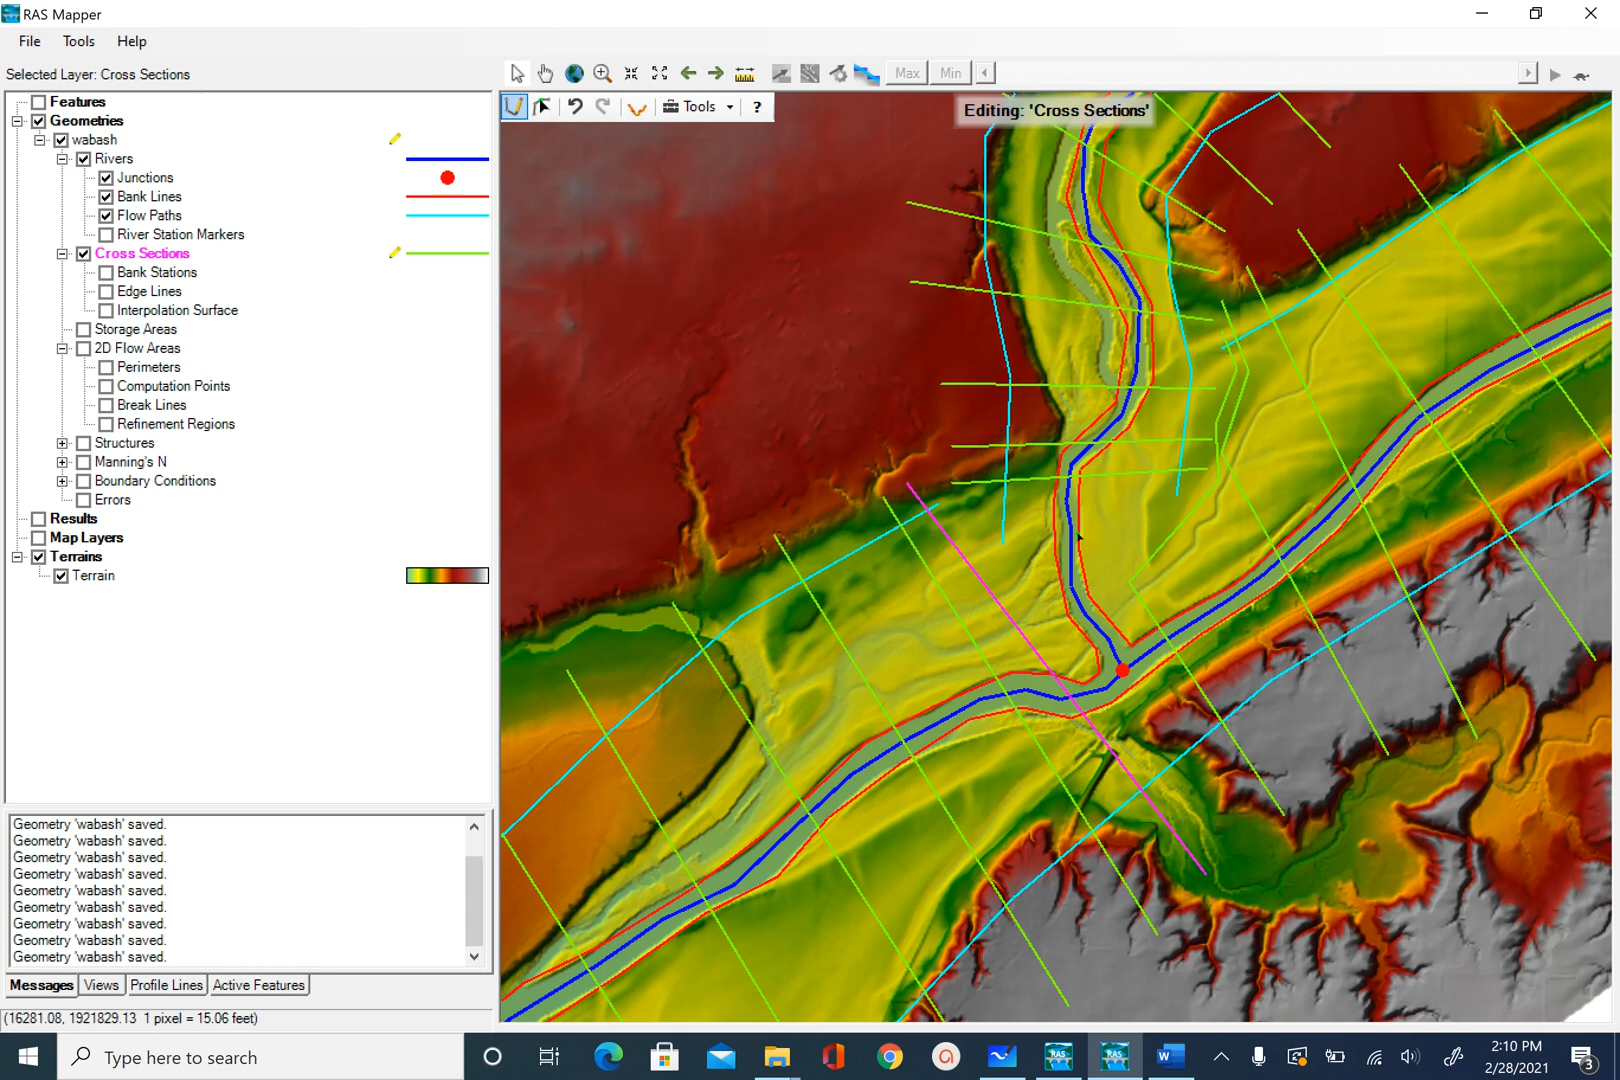 RAS Mapper
File Tools Help
Selected Layer: Cross Sections
Max Min
Features
Geometries
wabash
Rivers
Junctions
Bank Lines
Flow Paths
River Station Markers
Cross Sections
Bank Stations
Edge Lines
Interpolation Surface
Storage Areas
2D Flow Areas
Perimeters
Computation Points
Break Lines
Refinement Regions
Structures
Manning's N
Boundary Conditions
Errors
Results
Map Layers
Terrains
Terrain
Tools ?
Editing: 'Cross Sections'
Geometry 'wabash' saved.
Geometry 'wabash' saved.
Geometry 'wabash' saved.
Geometry 'wabash' saved.
Geometry 'wabash' saved.
Geometry 'wabash' saved.
Geometry 'wabash' saved.
Geometry 'wabash' saved.
Geometry 'wabash' saved.
Messages Views Profile Lines Active Features
(16281.08, 1921829.13 1 pixel = 15.06 feet)
Type here to search
a
RAS
RAS
W
2:10 PM
2/28/2021
3